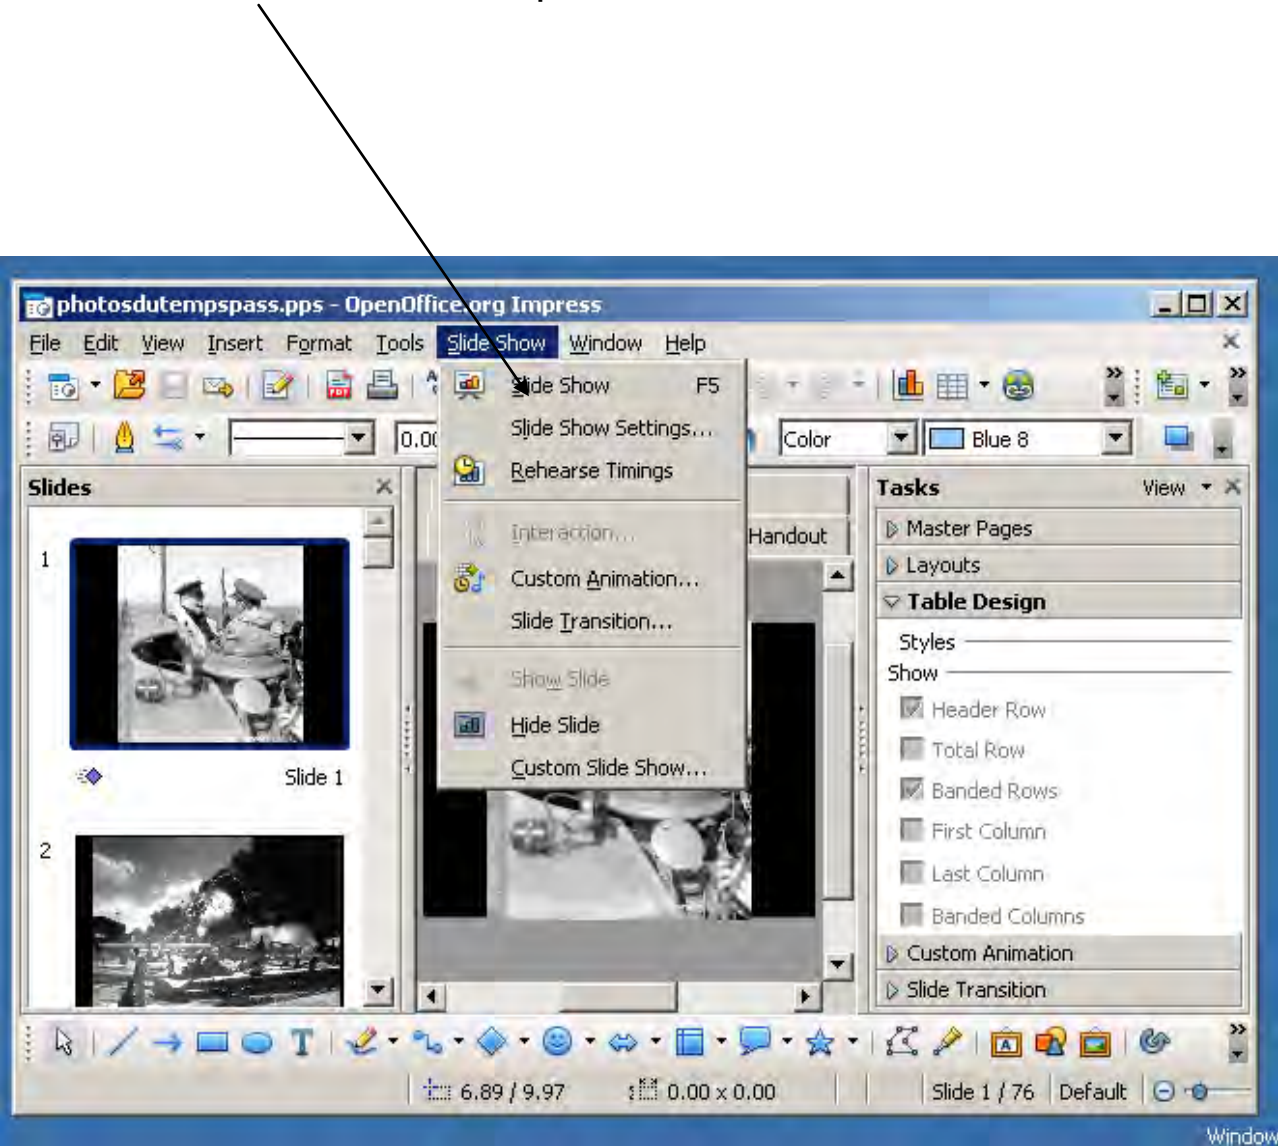 photosdutempspass.pps - OpenOffice.org Impress
File Edit View Insert Format Tools Slide Show Window Help
Slide Show F5
0.00
Slide Show Settings...
Color
Blue 8
Rehearse Timings
Slides
Tasks
View
Interaction...
Handout
Master Pages
1
Layouts
Custom Animation...
Table Design
Slide Transition...
Styles
Show
Show Slide
Header Row
Hide Slide
Total Row
Custom Slide Show...
Slide 1
Banded Rows
First Column
2
Last Column
Banded Columns
Custom Animation
Slide Transition
6.89 / 9.97
0.00 x 0.00
Slide 1 / 76
Default
Window